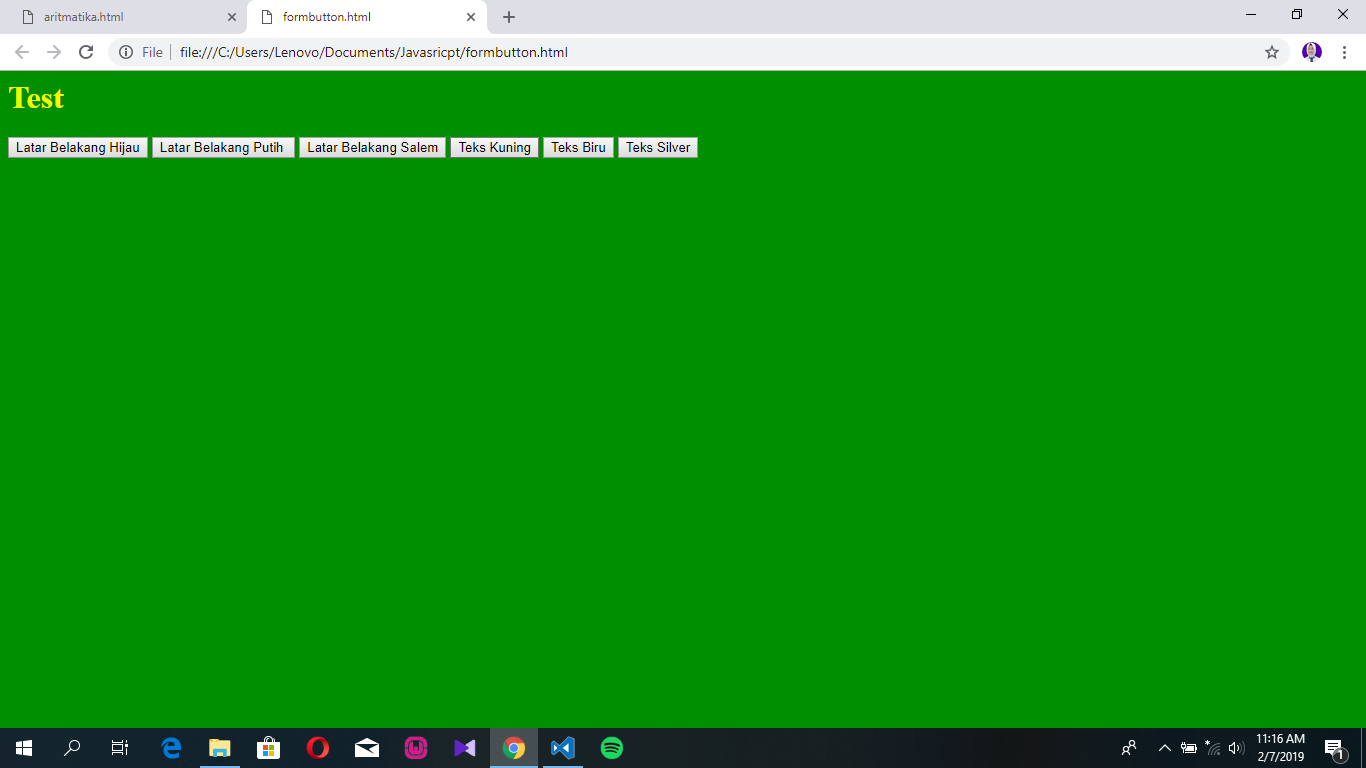 aritmatika.html
formbutton.html
File
file:///C:/Users/Lenovo/Documents/Javasricpt/formbutton.html
Test
Latar Belakang Hijau Latar Belakang Putih Latar Belakang Salem Teks Kuning Teks Biru Teks Silver
11:16 AM
2/7/2019
1